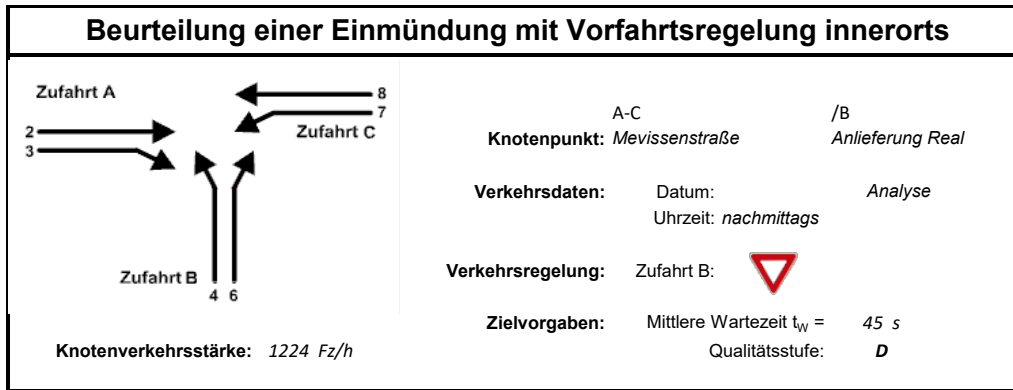 Beurteilung einer Einmündung mit Vorfahrtsregelung innerorts
Zufahrt A
8
7
Zufahrt C
2
3
Zufahrt B
4 6
Knotenverkehrsstärke: 1224 Fz/h
A-C /B
Knotenpunkt: Mevissenstraße Anlieferung Real
Verkehrsdaten: Datum: Analyse
Uhrzeit: nachmittags
Verkehrsregelung: Zufahrt B:
Zielvorgaben: Mittlere Wartezeit tW = 45 s
Qualitätsstufe: D